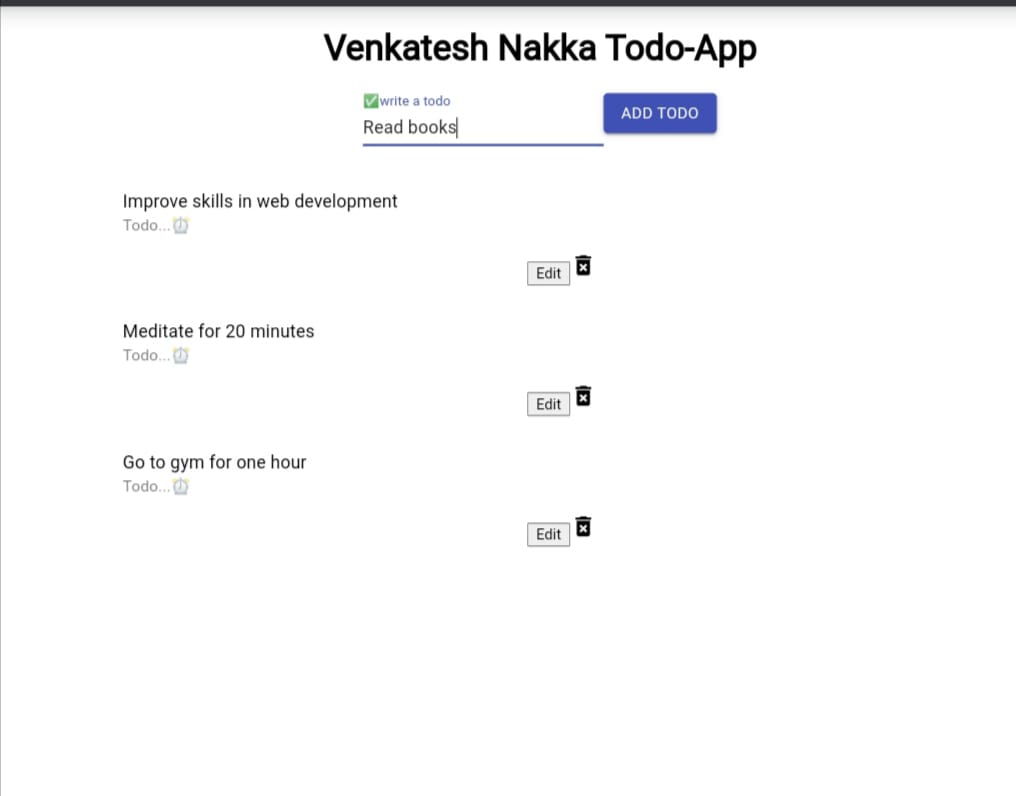 Venkatesh Nakka Todo-App
✅write a todo
Read books
ADD TODO
Improve skills in web development
Todo...⏰
Edit
Meditate for 20 minutes
Todo...⏰
Edit
Go to gym for one hour
Todo...⏰
Edit